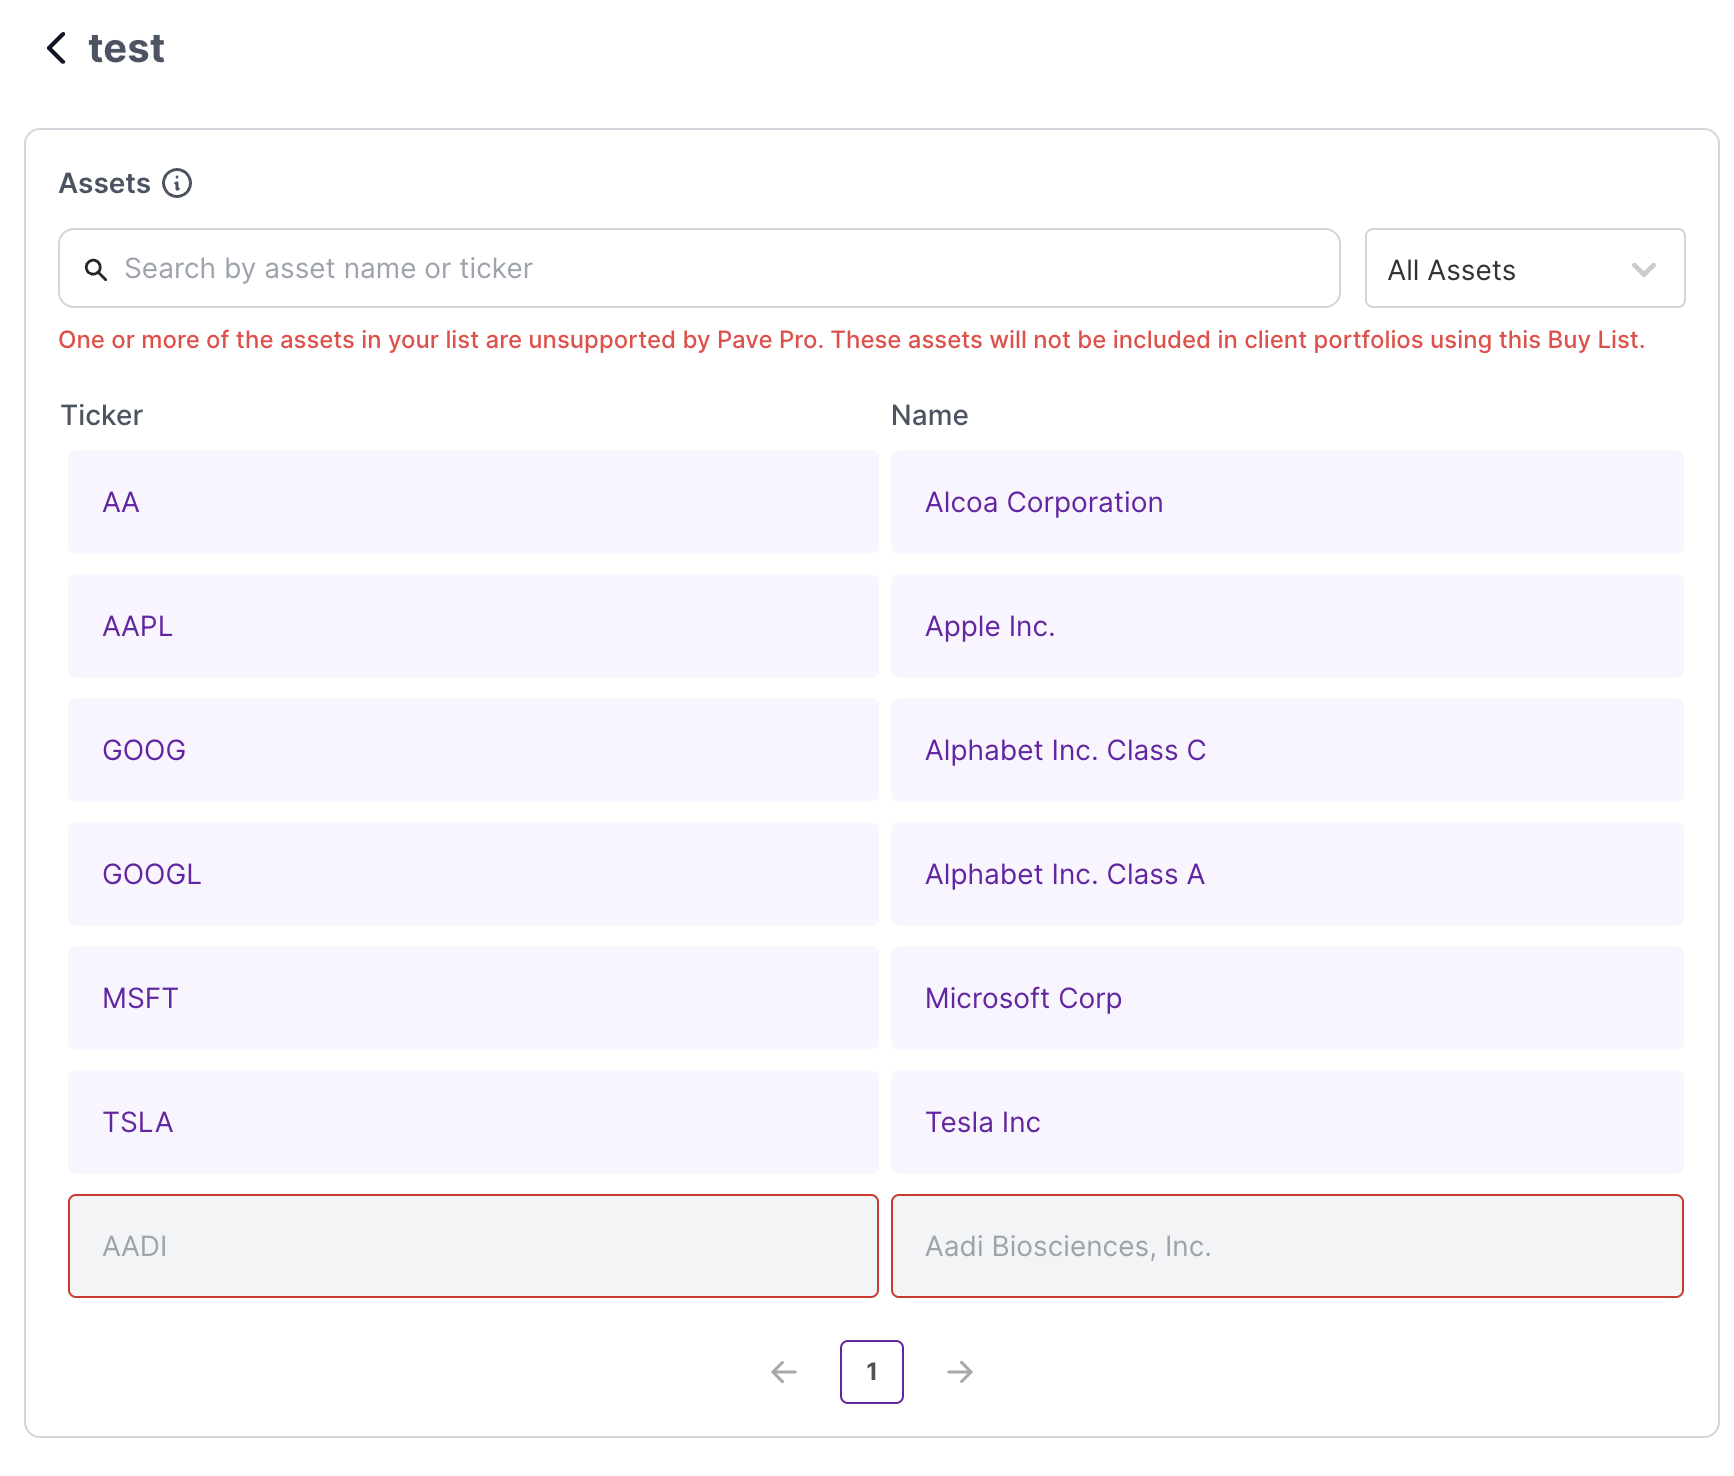 test
Assets
Search by asset name or ticker
All Assets
One or more of the assets in your list are unsupported by Pave Pro. These assets will not be included in client portfolios using this Buy List.
Ticker Name
AA Alcoa Corporation
AAPL Apple Inc.
GOOG Alphabet Inc. Class C
GOOGL Alphabet Inc. Class A
MSFT Microsoft Corp
TSLA Tesla Inc
AADI Aadi Biosciences, Inc.
1